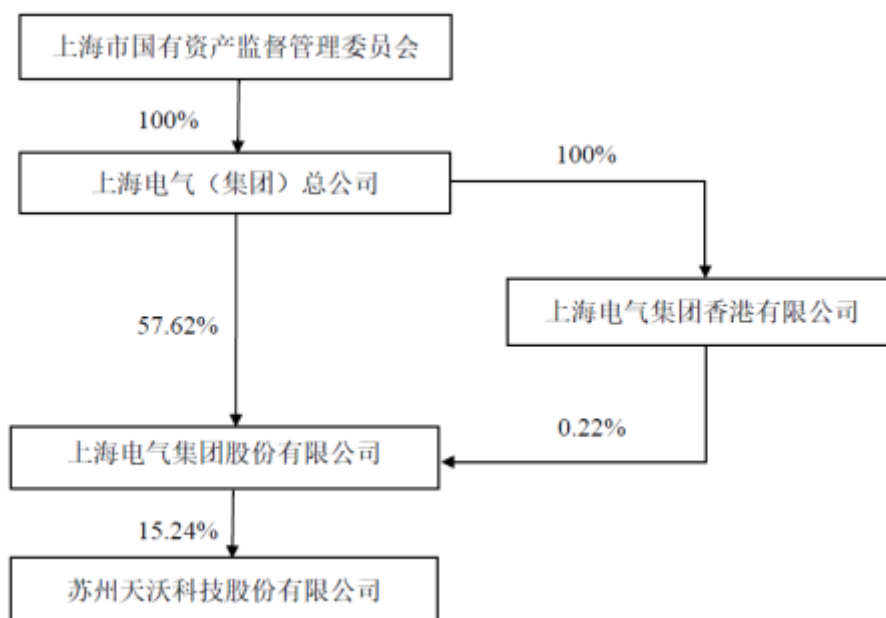 上海市国有资产监督管理委员会
100%
上海电气（集团）总公司
100%
上海电气集团香港有限公司
57.62%
0.22%
上海电气集团股份有限公司
15.24%
苏州天沃科技股份有限公司